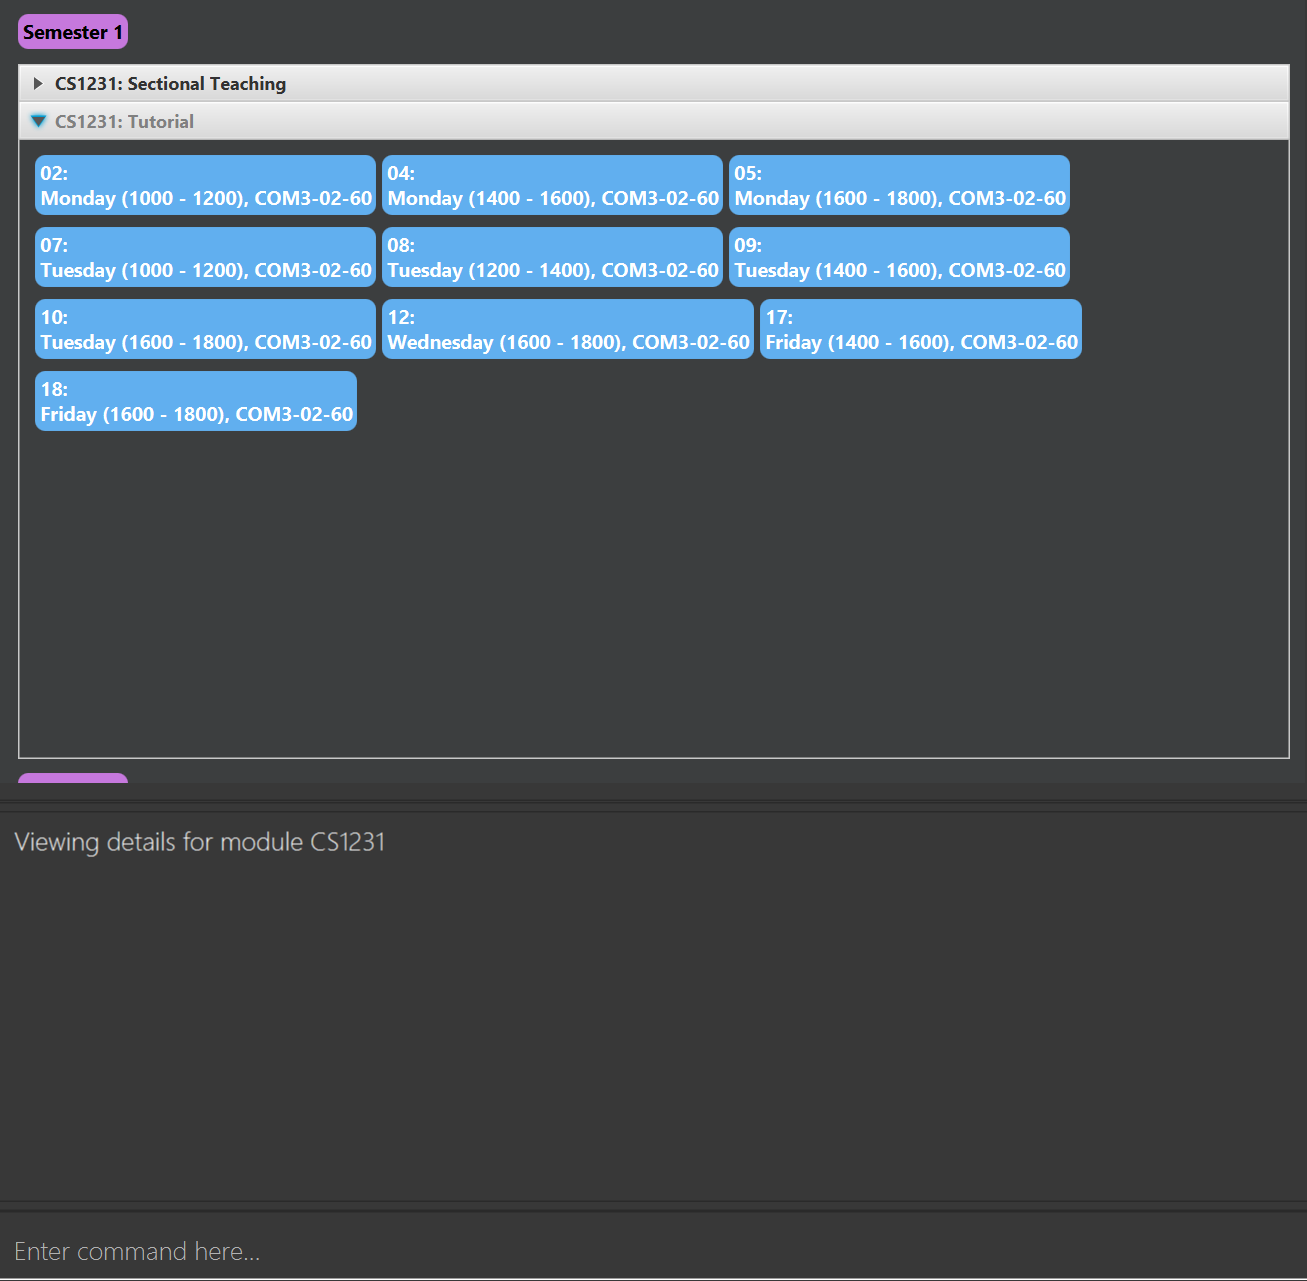 Semester 1
CS1231: Sectional Teaching
CS1231: Tutorial
02:
Monday (1000 - 1200), COM3-02-60
04:
Monday (1400 - 1600), COM3-02-60
05:
Monday (1600 - 1800), COM3-02-60
07:
Tuesday (1000 - 1200), COM3-02-60
08:
Tuesday (1200 - 1400), COM3-02-60
09:
Tuesday (1400 - 1600), COM3-02-60
10:
Tuesday (1600 - 1800), COM3-02-60
12:
Wednesday (1600 - 1800), COM3-02-60
17:
Friday (1400 - 1600), COM3-02-60
18:
Friday (1600 - 1800), COM3-02-60
Viewing details for module CS1231
Enter command here...